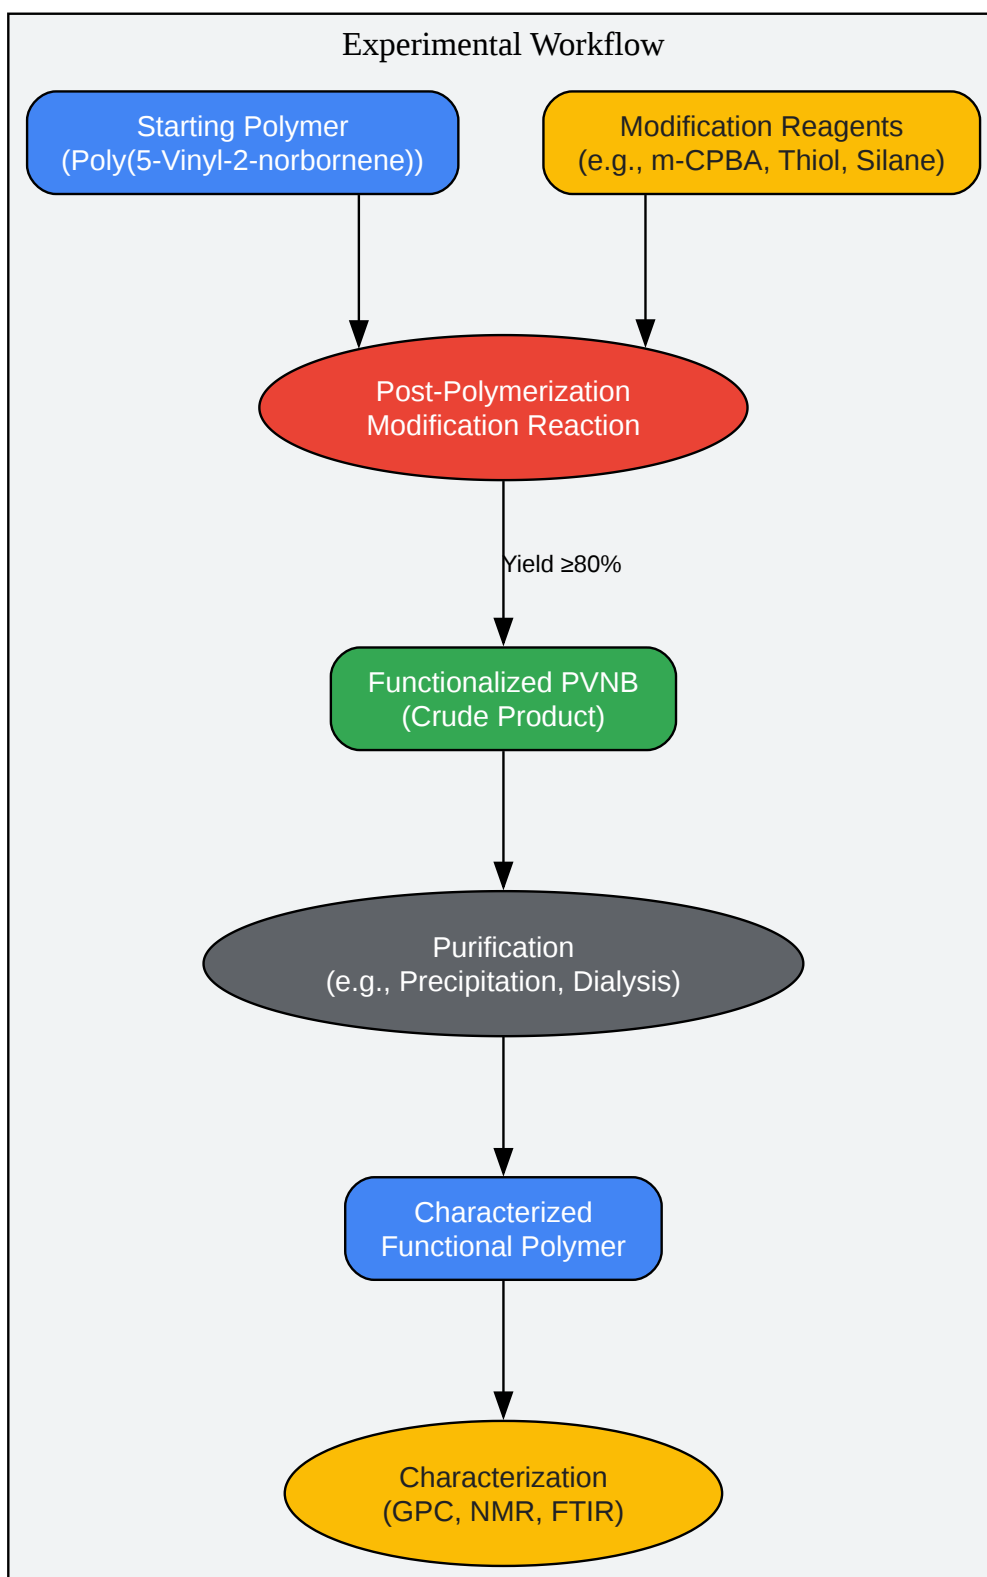 Experimental Workflow
Starting Polymer
(Poly(5-Vinyl-2-norbornene))
Modification Reagents
(e.g., m-CPBA, Thiol, Silane)
Post-Polymerization
Modification Reaction
Yield ≥80%
Functionalized PVNB
(Crude Product)
Purification
(e.g., Precipitation, Dialysis)
Characterized
Functional Polymer
Characterization
(GPC, NMR, FTIR)